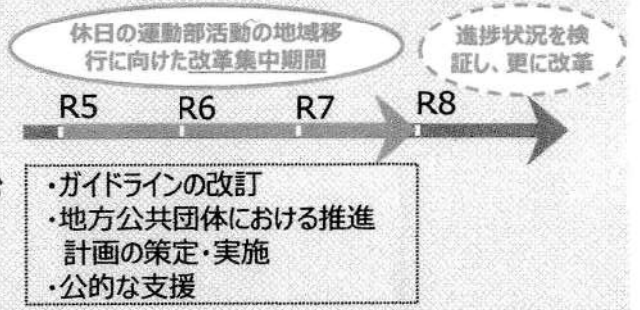 休日の運動部活動の地域移
行に向けた改革集中期間
進捗状況を検
証し、更に改革
R5 R6 R7 R8
・ガイドラインの改訂
・地方公共団体における推進
計画の策定・実施
・公的な支援